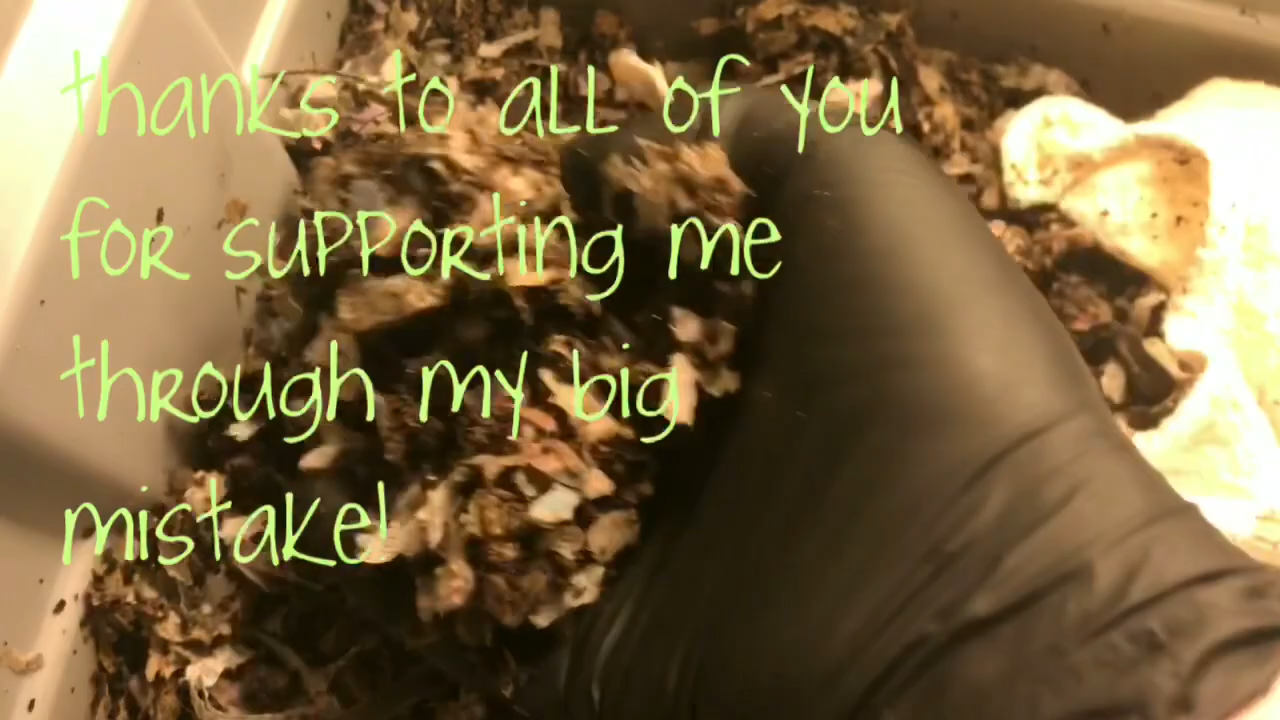 thanks to all of you
for supporting me
through my big
mistake!